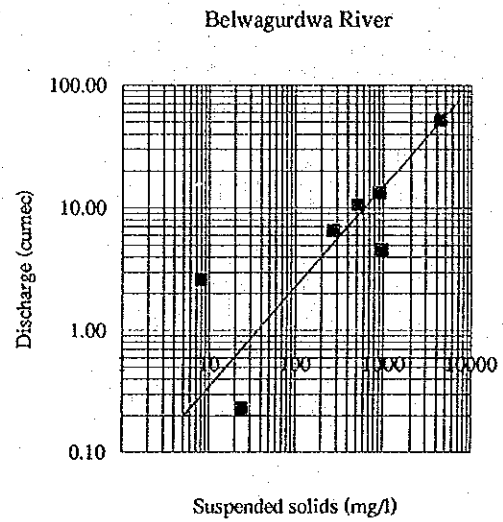 Belwagurdwa River
100.00
10.00
1.00
0.10
Discharge (cumec)
10 100 1000 10000
Suspended solids (mg/l)